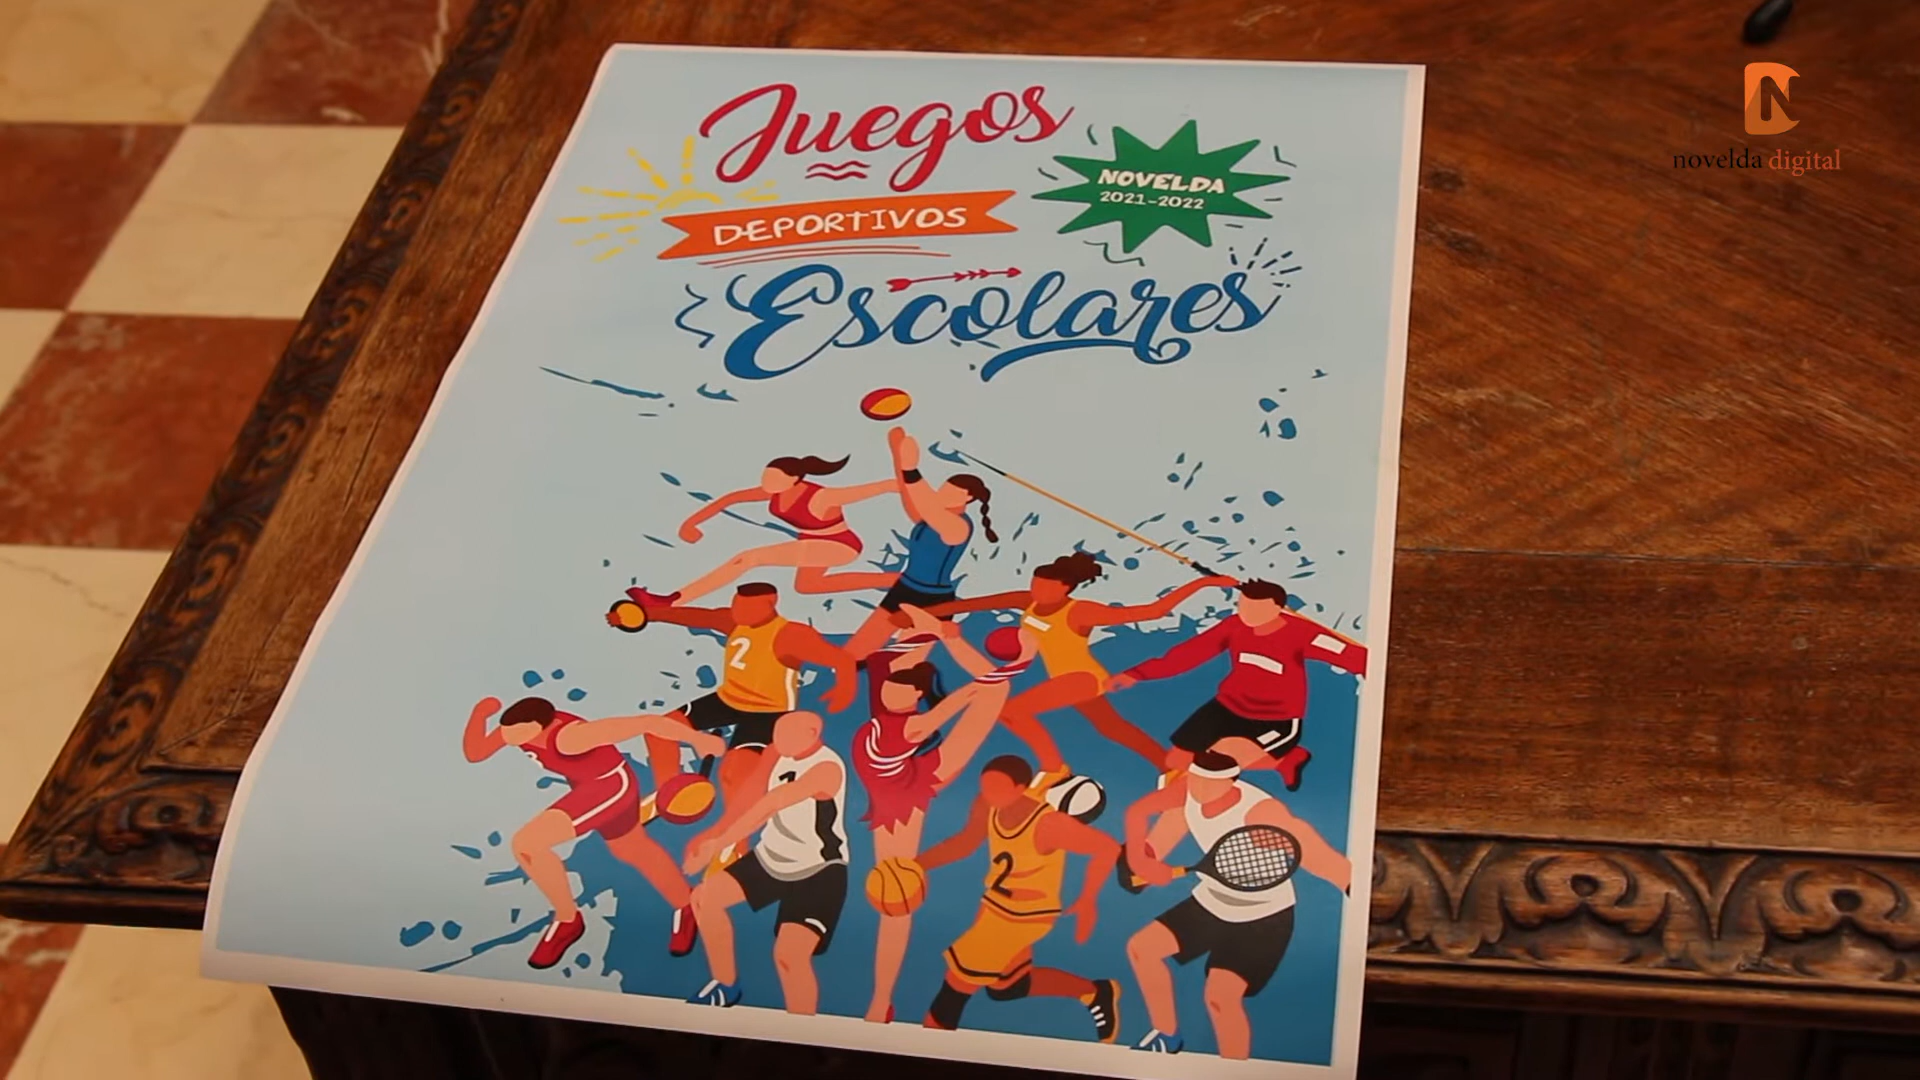 Juegos
DEPORTIVOS
NOVELDA
2021-2022
Escolares
2
1
2
N
novelda digital